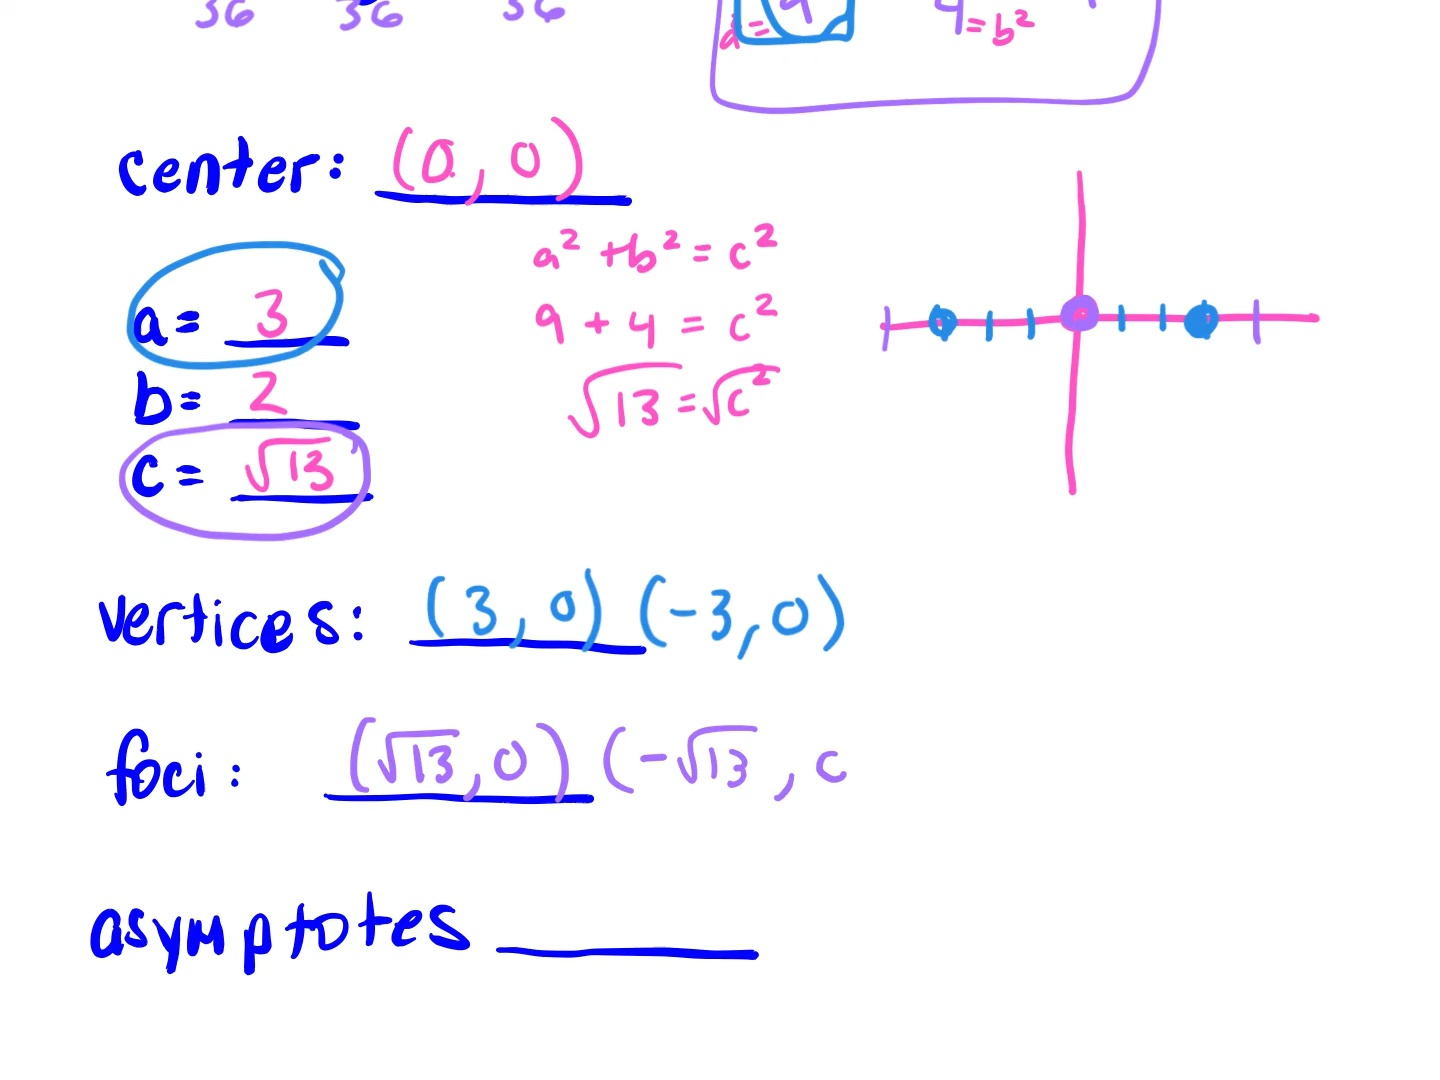 36 36 36
a = 9 4 = b²
center: (0, 0)
a² + b² = c²
a = 3
9 + 4 = c²
b = 2
√13 = √c²
c = √13
vertices: (3, 0) (-3, 0)
foci: (√13, 0) (-√13, c
asymptotes